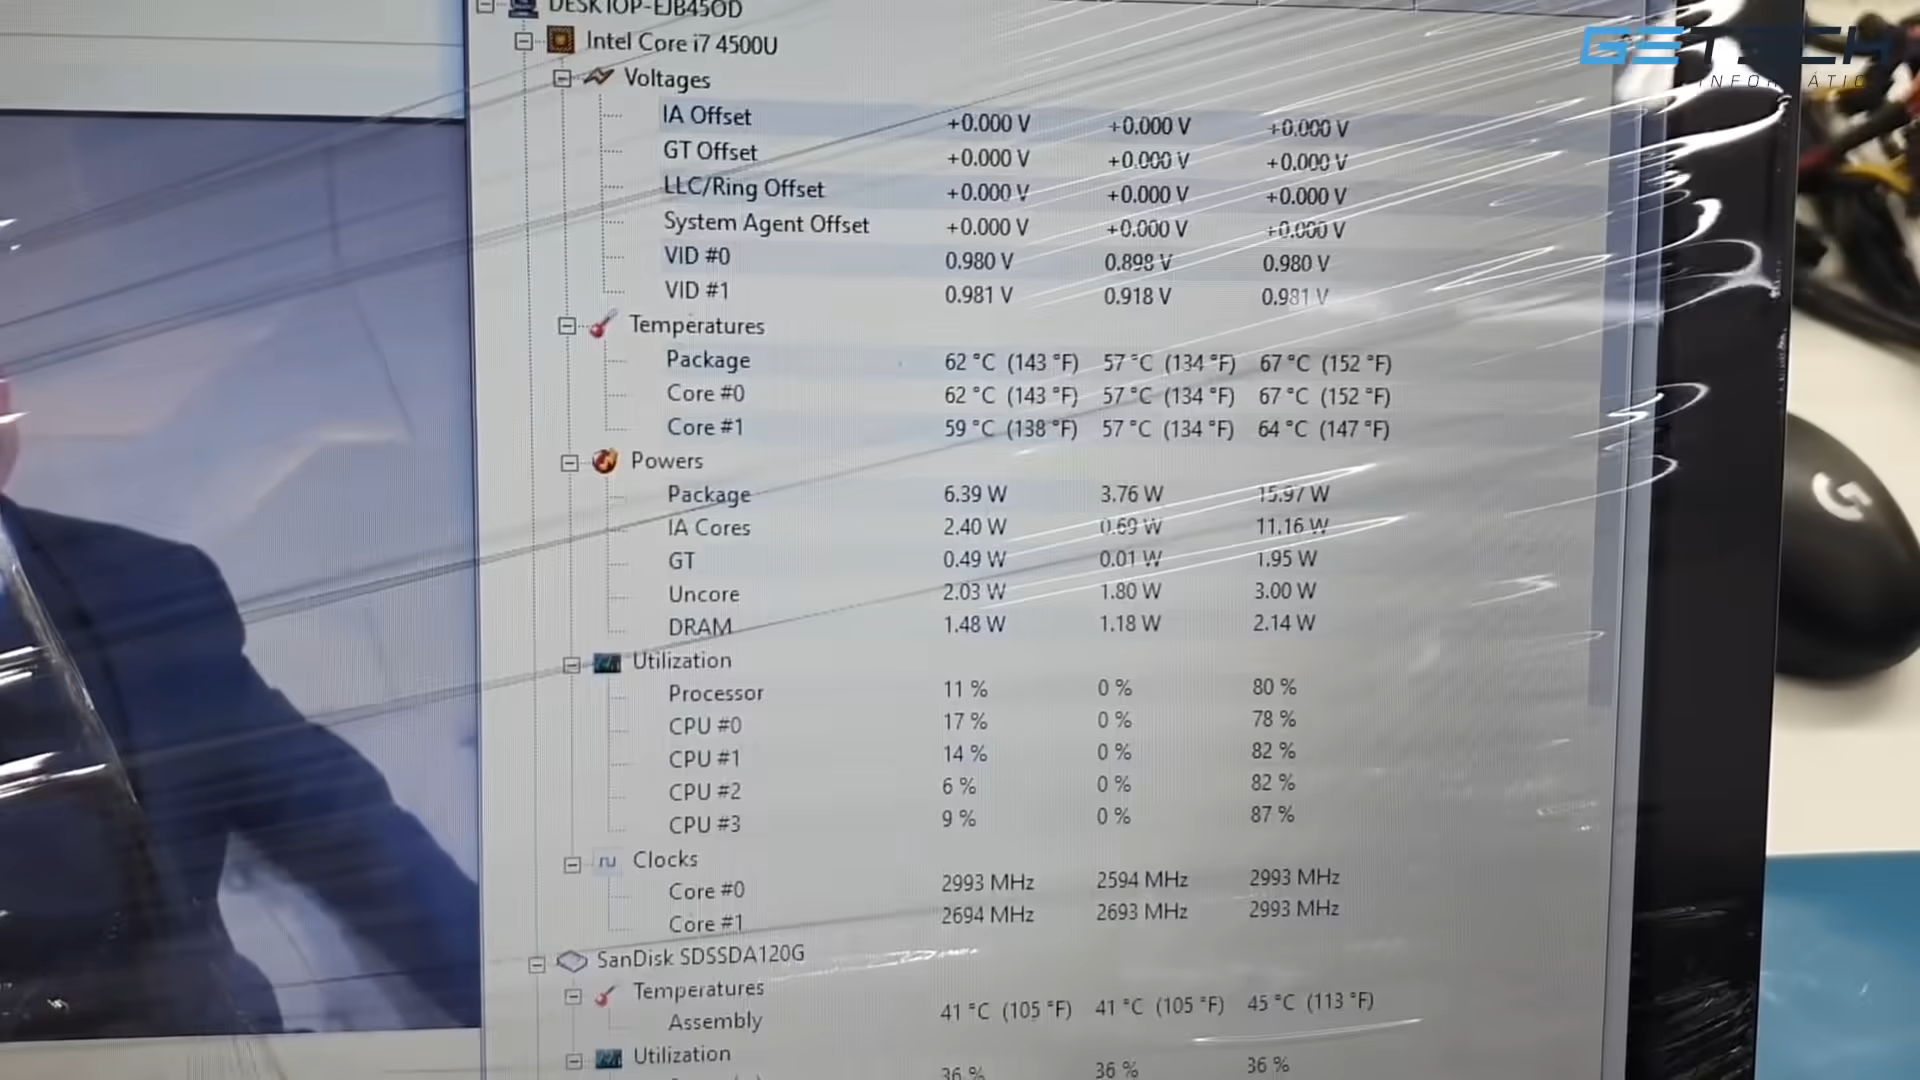 DESKTOP-EJB45OD
GETECH
INFORMÁTICA
Intel Core i7 4500U
Voltages
IA Offset +0.000 V +0.000 V +0.000 V
GT Offset +0.000 V +0.000 V +0.000 V
LLC/Ring Offset +0.000 V +0.000 V +0.000 V
System Agent Offset +0.000 V +0.000 V +0.000 V
VID #0 0.980 V 0.898 V 0.980 V
VID #1 0.981 V 0.918 V 0.981 V
Temperatures
Package 62 °C (143 °F) 57 °C (134 °F) 67 °C (152 °F)
Core #0 62 °C (143 °F) 57 °C (134 °F) 67 °C (152 °F)
Core #1 59 °C (138 °F) 57 °C (134 °F) 64 °C (147 °F)
Powers
Package 6.39 W 3.76 W 15.97 W
IA Cores 2.40 W 0.69 W 11.16 W
GT 0.49 W 0.01 W 1.95 W
Uncore 2.03 W 1.80 W 3.00 W
DRAM 1.48 W 1.18 W 2.14 W
Utilization
Processor 11 % 0 % 80 %
CPU #0 17 % 0 % 78 %
CPU #1 14 % 0 % 82 %
CPU #2 6 % 0 % 82 %
CPU #3 9 % 0 % 87 %
Clocks
Core #0 2993 MHz 2594 MHz 2993 MHz
Core #1 2694 MHz 2693 MHz 2993 MHz
SanDisk SDSSDA120G
Temperatures
Assembly 41 °C (105 °F) 41 °C (105 °F) 45 °C (113 °F)
Utilization
36 % 36 % 36 %